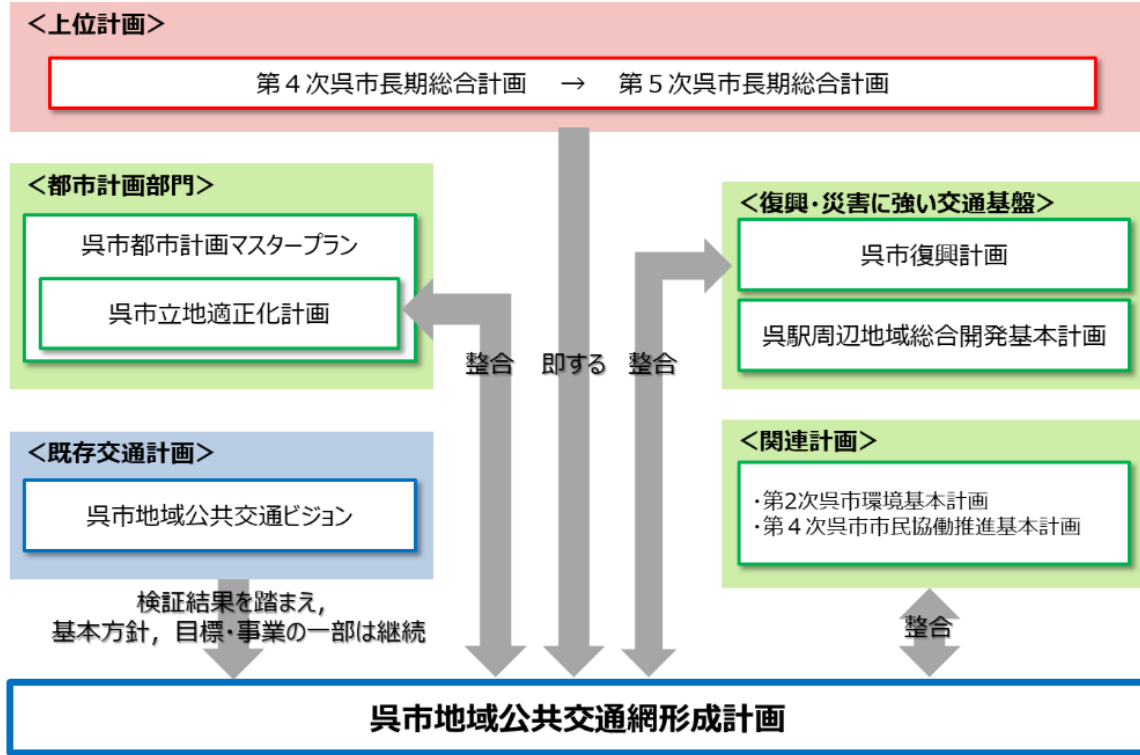 ＜上位計画＞
第４次呉市長期総合計画　→　第５次呉市長期総合計画
＜都市計画部門＞
呉市都市計画マスタープラン
呉市立地適正化計画
＜復興・災害に強い交通基盤＞
呉市復興計画
呉駅周辺地域総合開発基本計画
整合　即する　整合
＜既存交通計画＞
呉市地域公共交通ビジョン
＜関連計画＞
・第2次呉市環境基本計画
・第４次呉市市民協働推進基本計画
検証結果を踏まえ，
基本方針，目標・事業の一部は継続
整合
呉市地域公共交通網形成計画